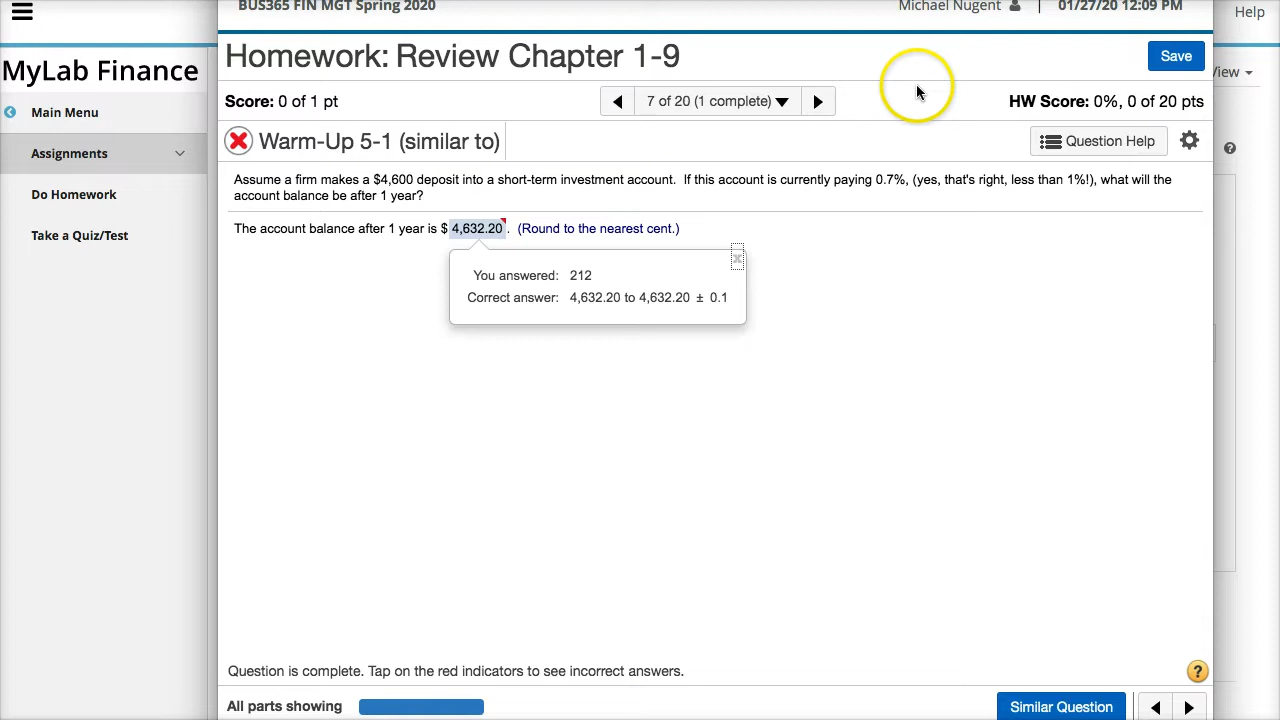 BUS365 FIN MGT Spring 2020
Michael Nugent
01/27/20 12:09 PM
Help
MyLab Finance
Homework: Review Chapter 1-9
Save
View
Main Menu
Score: 0 of 1 pt
7 of 20 (1 complete)
HW Score: 0%, 0 of 20 pts
Assignments
Warm-Up 5-1 (similar to)
Question Help
?
Do Homework
Assume a firm makes a $4,600 deposit into a short-term investment account. If this account is currently paying 0.7%, (yes, that's right, less than 1%!), what will the
account balance be after 1 year?
Take a Quiz/Test
The account balance after 1 year is $ 4,632.20. (Round to the nearest cent.)
x
You answered: 212
Correct answer: 4,632.20 to 4,632.20 ± 0.1
Question is complete. Tap on the red indicators to see incorrect answers.
?
All parts showing
Similar Question